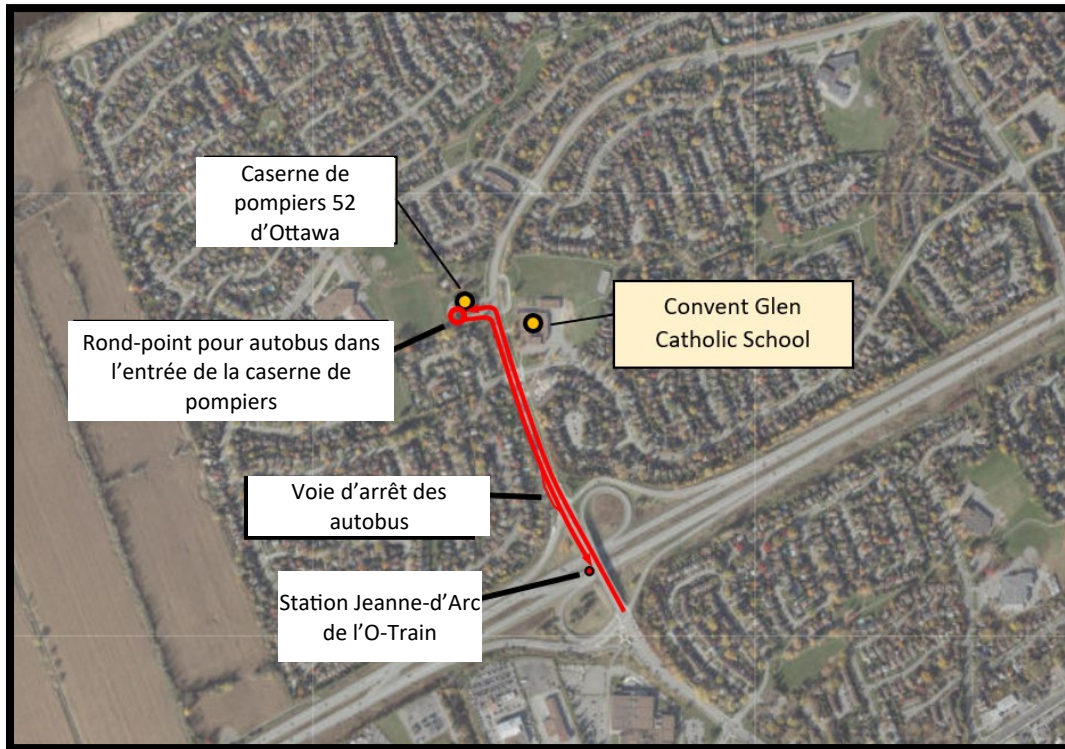 Caserne de
pompiers 52
d’Ottawa
Convent Glen
Catholic School
Rond-point pour autobus dans
l’entrée de la caserne de
pompiers
Voie d’arrêt des
autobus
Station Jeanne-d’Arc
de l’O-Train